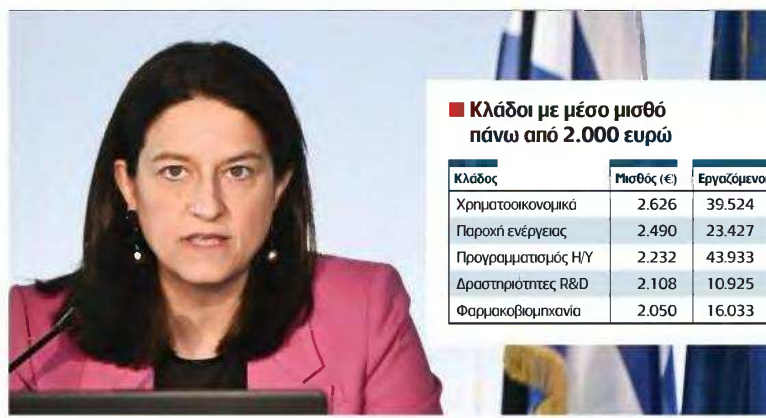 Κλάδοι με μέσο μισθό
πάνω από 2.000 ευρώ
Κλάδος Μισθός (€) Εργαζόμενοι
Χρηματοοικονομικά 2.626 39.524
Παροχή ενέργειας 2.490 23.427
Προγραμματισμός Η/Υ 2.232 43.933
Δραστηριότητες R&D 2.108 10.925
Φαρμακοβιομηχανία 2.050 16.033